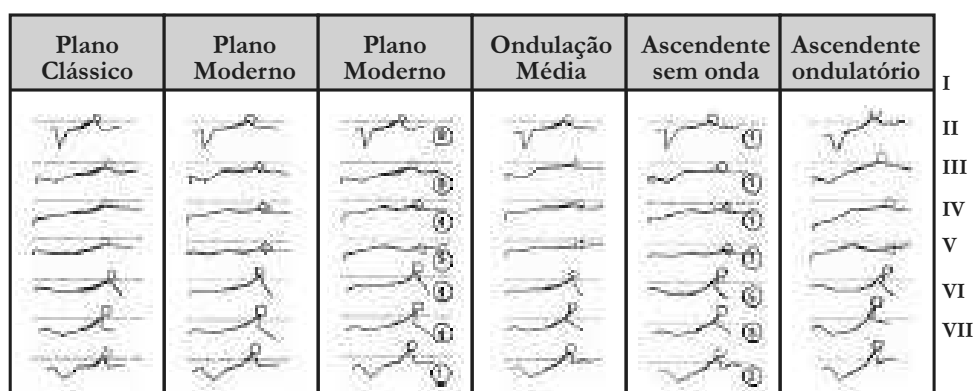 Plano Clássico
Plano Moderno
Plano Moderno
Ondulação Média
Ascendente sem onda
Ascendente ondulatório
I
II
III
IV
V
VI
VII